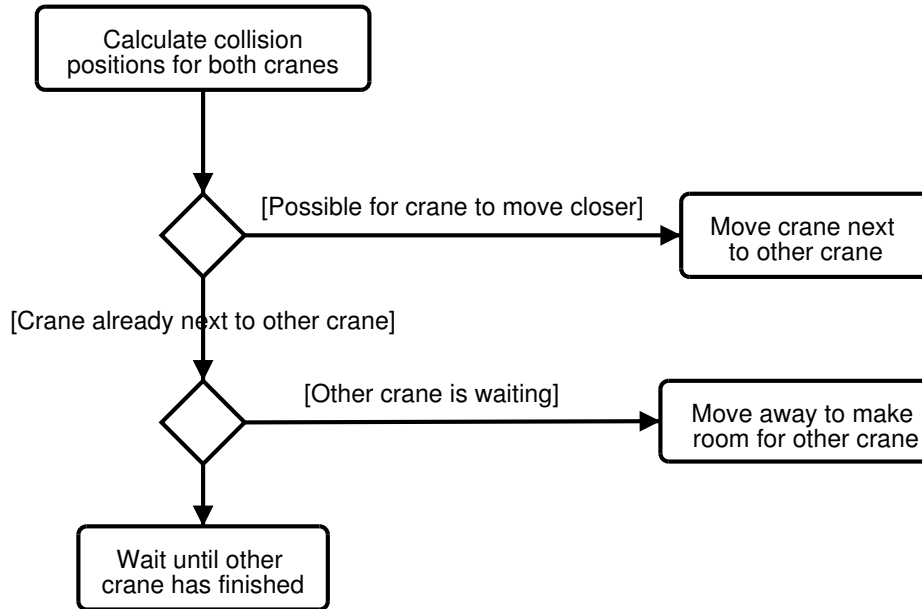 Calculate collision
positions for both cranes
[Possible for crane to move closer]
Move crane next
to other crane
[Crane already next to other crane]
[Other crane is waiting]
Move away to make
room for other crane
Wait until other
crane has finished